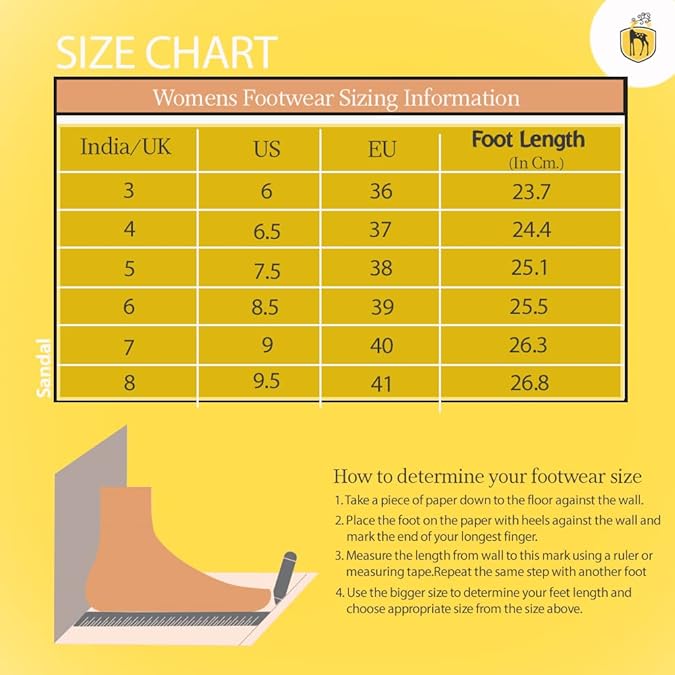 SIZE CHART
Womens Footwear Sizing Information
India/UK US EU Foot Length
(In Cm.)
3 6 36 23.7
4 6.5 37 24.4
5 7.5 38 25.1
6 8.5 39 25.5
7 9 40 26.3
8 9.5 41 26.8
Sandal
How to determine your footwear size
1. Take a piece of paper down to the floor against the wall.
2. Place the foot on the paper with heels against the wall and
mark the end of your longest finger.
3. Measure the length from wall to this mark using a ruler or
measuring tape.Repeat the same step with another foot
4. Use the bigger size to determine your feet length and
choose appropriate size from the size above.